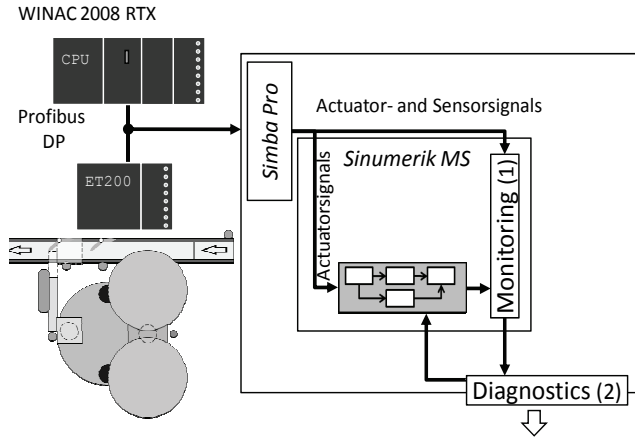 WINAC 2008 RTX
CPU
Profibus
DP
ET200
Simba Pro
Actuator- and Sensorsignals
Sinumerik MS
Actuatorsignals
Monitoring (1)
Diagnostics (2)